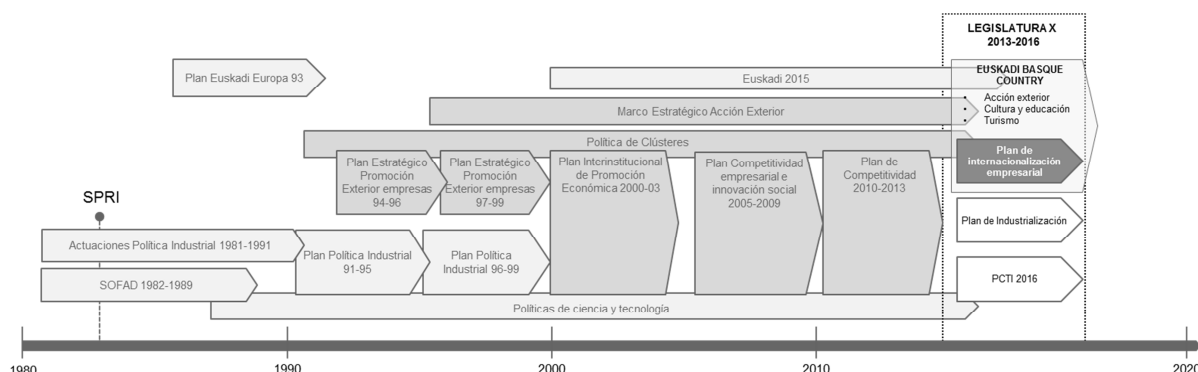 LEGISLATURA X
2013-2016
Plan Euskadi Europa 93
Euskadi 2015
EUSKADI BASQUE
COUNTRY
• Acción exterior
• Cultura y educación
• Turismo
Marco Estratégico Acción Exterior
Política de Clústeres
Plan Estratégico
Promoción
Exterior empresas
94-96
Plan Estratégico
Promoción
Exterior empresas
97-99
Plan Interinstitucional
de Promoción
Económica 2000-03
Plan Competitividad
empresarial e
innovación social
2005-2009
Plan de
Competitividad
2010-2013
Plan de
internacionalización
empresarial
SPRI
Actuaciones Política Industrial 1981-1991
Plan Política Industrial
91-95
Plan Política
Industrial 96-99
Plan de Industrialización
SOFAD 1982-1989
PCTI 2016
Políticas de ciencia y tecnología
1980
1990
2000
2010
2020